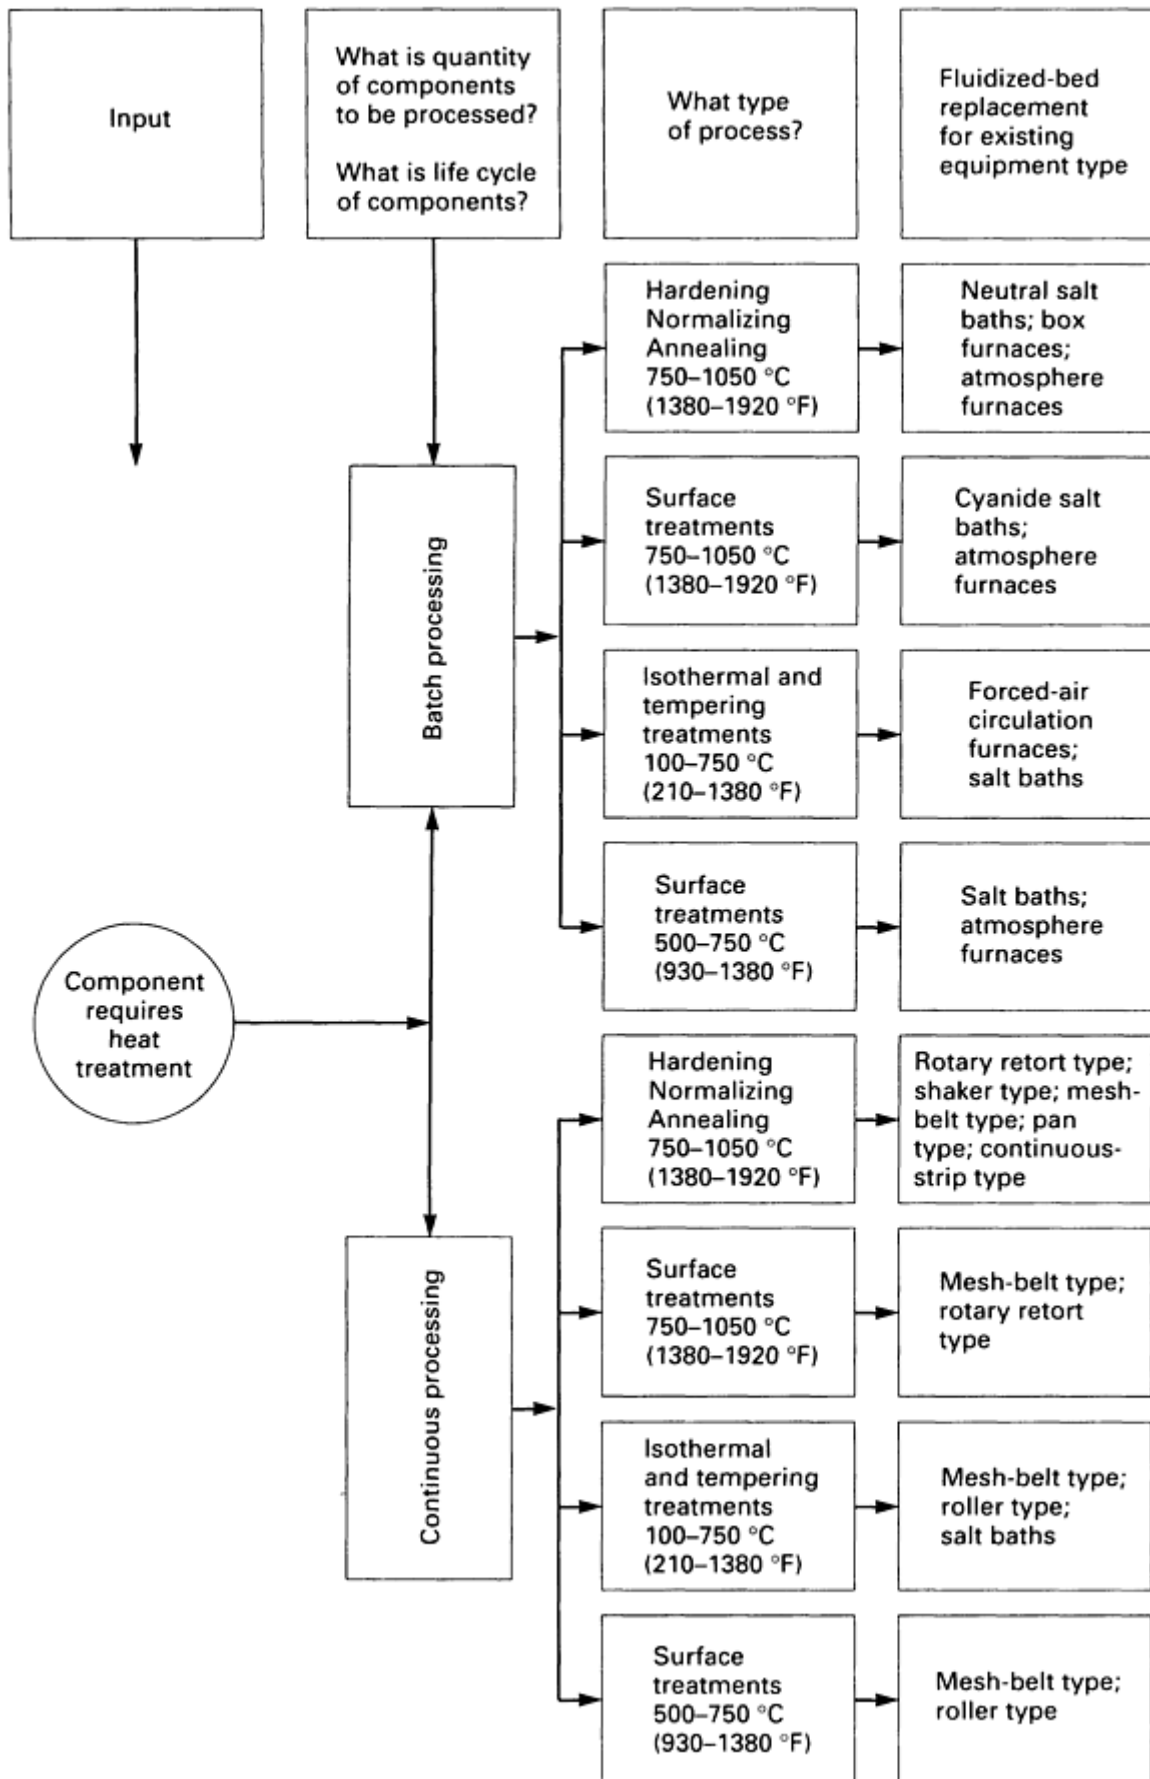 Input
What is quantity
of components
to be processed?
What is life cycle
of components?
What type
of process?
Fluidized-bed
replacement
for existing
equipment type
Hardening
Normalizing
Annealing
750–1050 °C
(1380–1920 °F)
Neutral salt
baths; box
furnaces;
atmosphere
furnaces
Surface
treatments
750–1050 °C
(1380–1920 °F)
Cyanide salt
baths;
atmosphere
furnaces
Batch processing
Isothermal and
tempering
treatments
100–750 °C
(210–1380 °F)
Forced-air
circulation
furnaces;
salt baths
Surface
treatments
500–750 °C
(930–1380 °F)
Salt baths;
atmosphere
furnaces
Component
requires
heat
treatment
Hardening
Normalizing
Annealing
750–1050 °C
(1380–1920 °F)
Rotary retort type;
shaker type; mesh-
belt type; pan
type; continuous-
strip type
Continuous processing
Surface
treatments
750–1050 °C
(1380–1920 °F)
Mesh-belt type;
rotary retort
type
Isothermal
and tempering
treatments
100–750 °C
(210–1380 °F)
Mesh-belt type;
roller type;
salt baths
Surface
treatments
500–750 °C
(930–1380 °F)
Mesh-belt type;
roller type